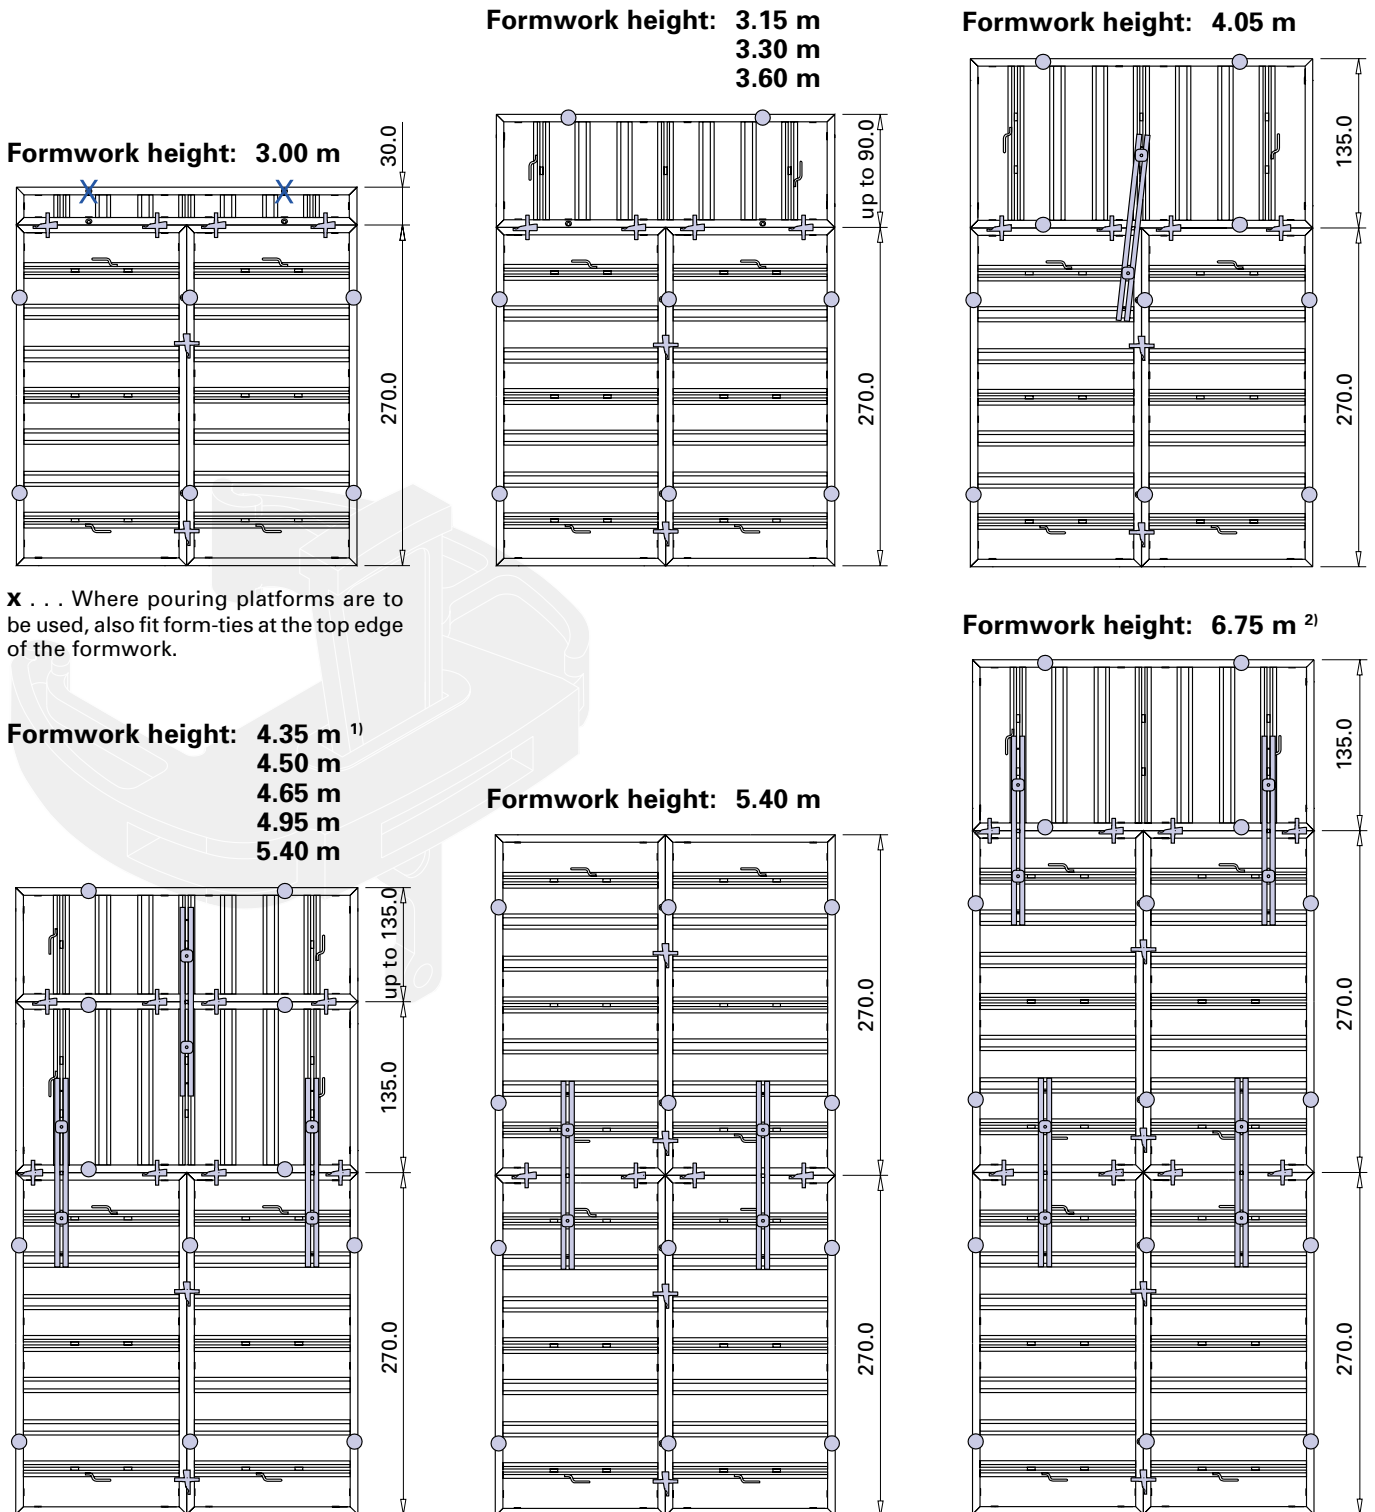 Formwork height: 3.15 m
3.30 m
3.60 m
up to 90.0
270.0
Formwork height: 4.05 m
135.0
270.0
Formwork height: 3.00 m
30.0
270.0
x . . . Where pouring platforms are to
be used, also fit form-ties at the top edge
of the formwork.
Formwork height: 4.35 m 1)
4.50 m
4.65 m
4.95 m
5.40 m
up to 135.0
135.0
270.0
Formwork height: 5.40 m
270.0
270.0
Formwork height: 6.75 m 2)
135.0
270.0
270.0